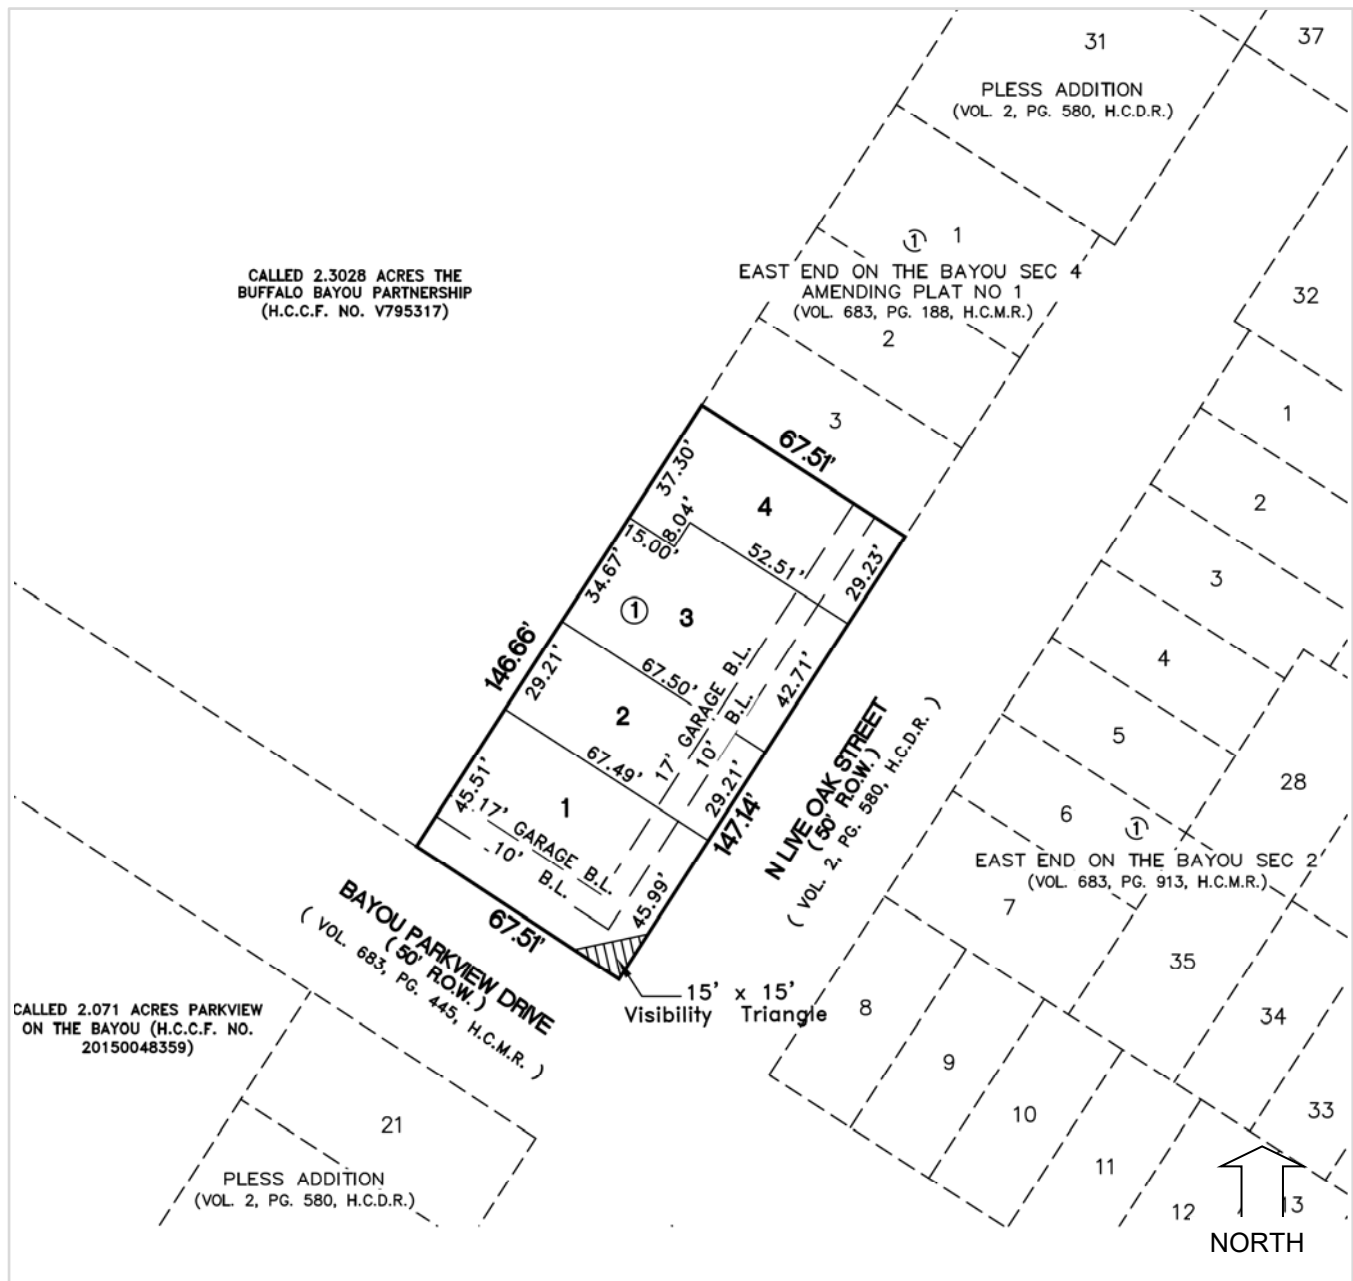 31
37
PLESS ADDITION
(VOL. 2, PG. 580, H.C.D.R.)
① 1
EAST END ON THE BAYOU SEC 4
AMENDING PLAT NO 1
(VOL. 683, PG. 188, H.C.M.R.)
2
3
CALLED 2.3028 ACRES THE
BUFFALO BAYOU PARTNERSHIP
(H.C.C.F. NO. V795317)
32
1
2
3
4
5
6
7
①
EAST END ON THE BAYOU SEC 2
(VOL. 683, PG. 913, H.C.M.R.)
28
35
34
33
8
9
10
11
12
13
67.51'
37.30'
4
8.04'
15.00'
52.51'
29.23'
34.67'
①
3
67.50'
42.71'
146.66'
29.21'
2
67.49'
17' GARAGE B.L.
10' B.L.
29.21'
147.14'
45.51'
1
17' GARAGE B.L.
10' B.L.
45.99'
67.51'
N LIVE OAK STREET
( 50' R.O.W. )
( VOL. 2, PG. 580, H.C.D.R. )
BAYOU PARKVIEW DRIVE
( 50' R.O.W. )
( VOL. 683, PG. 445, H.C.M.R. )
15' x 15'
Visibility Triangle
CALLED 2.071 ACRES PARKVIEW
ON THE BAYOU (H.C.C.F. NO.
20150048359)
21
PLESS ADDITION
(VOL. 2, PG. 580, H.C.D.R.)
NORTH